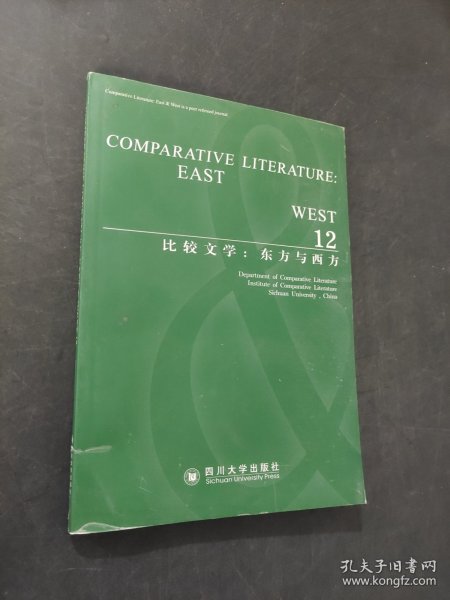 Comparative Literature: East & West is a peer refereed journal
COMPARATIVE LITERATURE:
EAST
&
WEST
12
比较文学：东方与西方
Department of Comparative Literature
Institute of Comparative Literature
Sichuan University , China
四川大学出版社
Sichuan University Press
孔夫子旧书网
www.kongfz.com